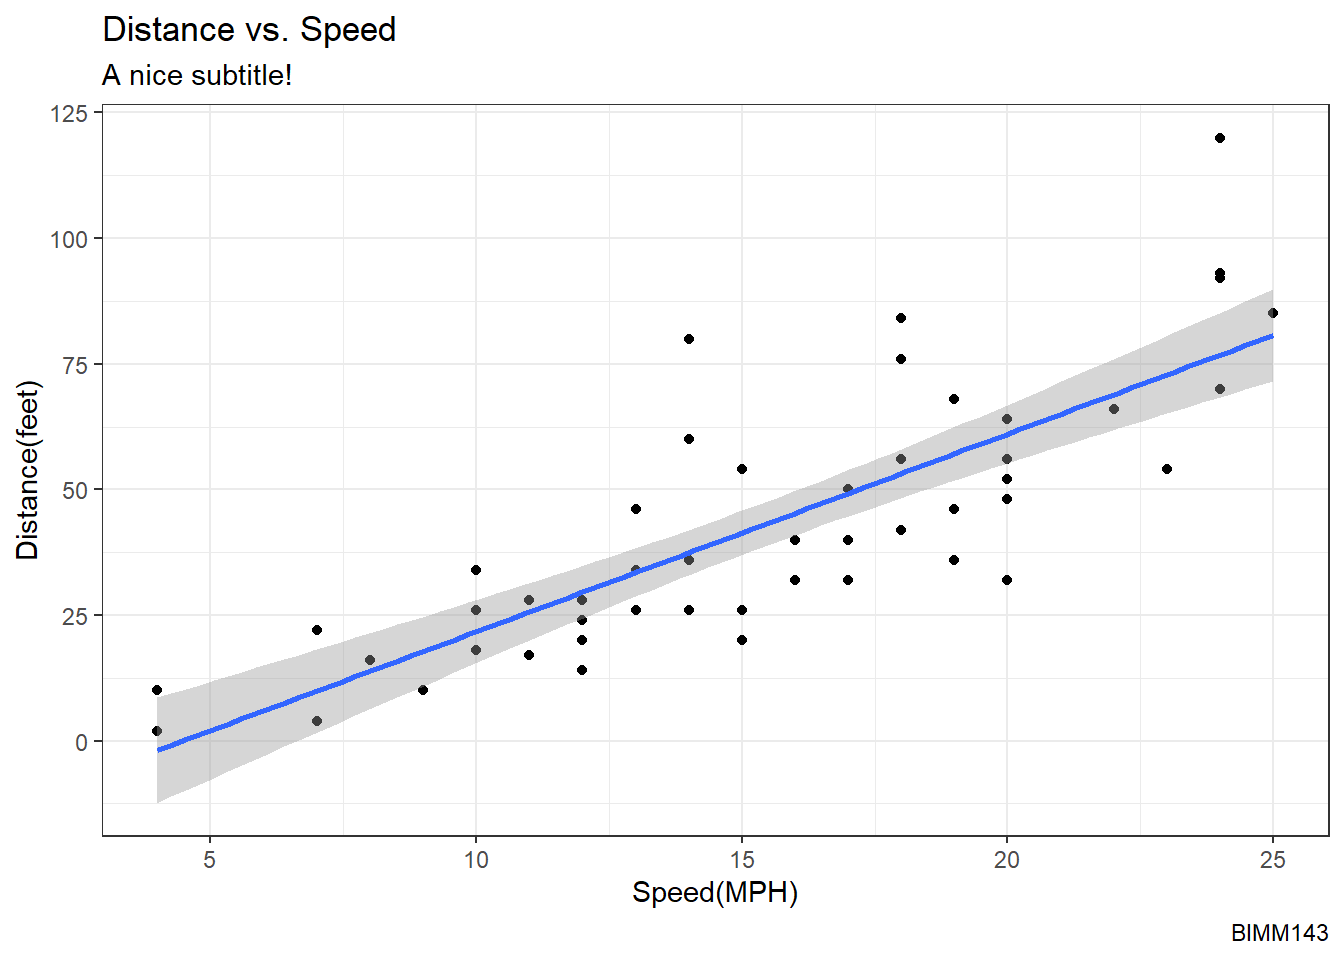 Distance vs. Speed
A nice subtitle!
125
100
75
50
25
0
Distance(feet)
5 10 15 20 25
Speed(MPH)
BIMM143